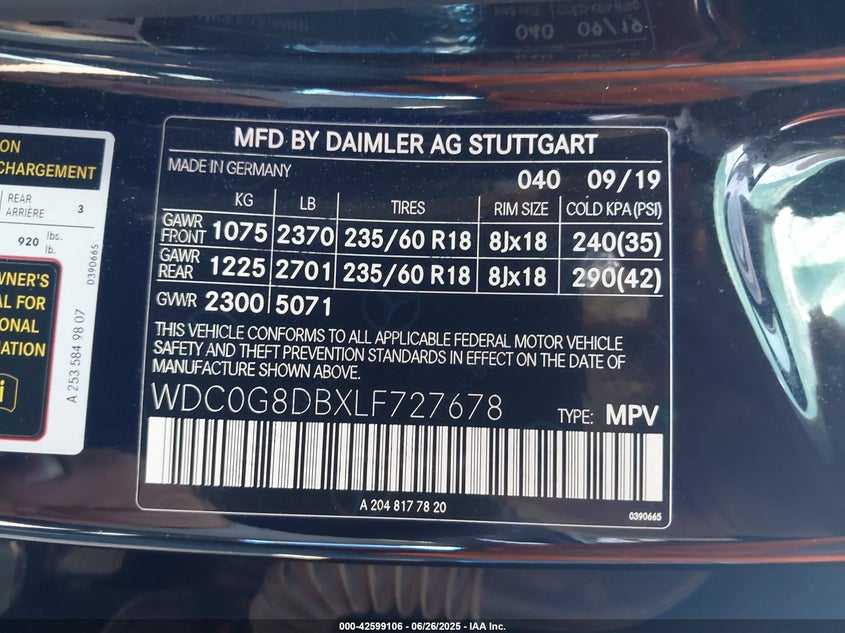 040 09/19
ON
CHARGEMENT
REAR
ARRIÈRE
3
920 lbs.
lb.
0390665
WNER'S
AL FOR
IONAL
ATION
i
A 253 584 98 07
MFD BY DAIMLER AG STUTTGART
MADE IN GERMANY
040 09/19
KG LB TIRES RIM SIZE COLD KPA(PSI)
GAWR FRONT 1075 2370 235/60 R18 8Jx18 240(35)
GAWR REAR 1225 2701 235/60 R18 8Jx18 290(42)
GVWR 2300 5071
THIS VEHICLE CONFORMS TO ALL APPLICABLE FEDERAL MOTOR VEHICLE
SAFETY AND THEFT PREVENTION STANDARDS IN EFFECT ON THE DATE OF
MANUFACTURE SHOWN ABOVE.
WDC0G8DBXLF727678 TYPE: MPV
A 204 817 78 20
0390665
000-42599106 - 06/26/2025 - IAA Inc.